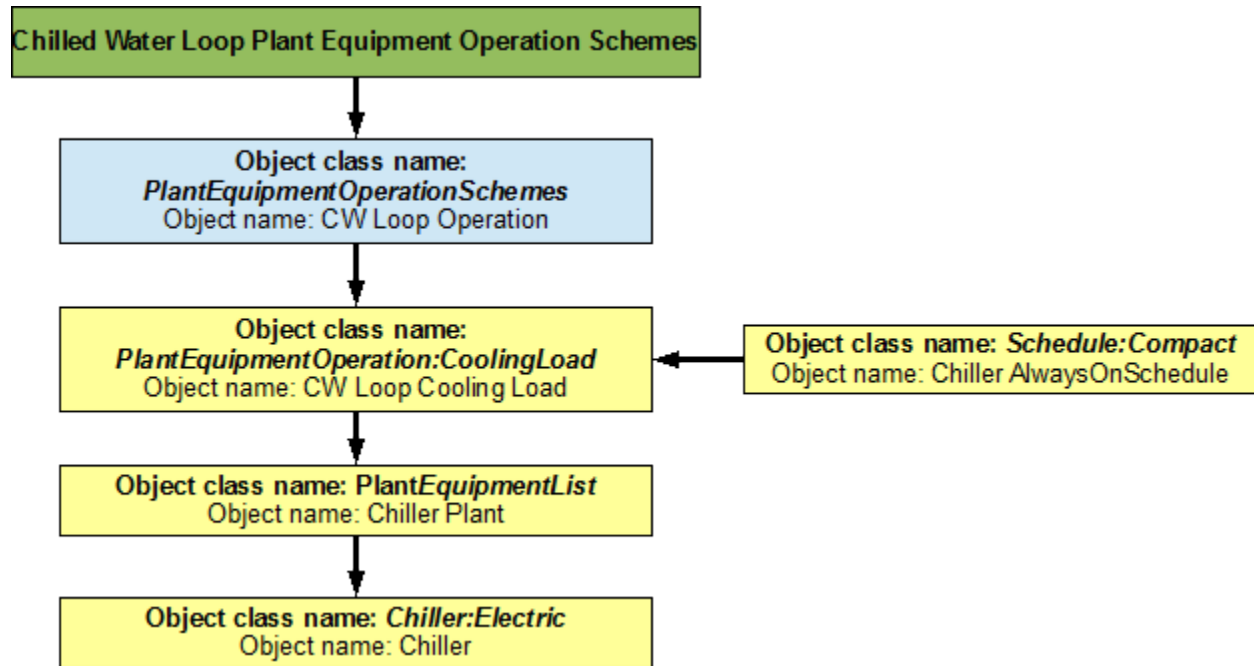 Chilled Water Loop Plant Equipment Operation Schemes
Object class name:
PlantEquipmentOperationSchemes
Object name: CW Loop Operation
Object class name:
PlantEquipmentOperation:CoolingLoad
Object name: CW Loop Cooling Load
Object class name: Schedule:Compact
Object name: Chiller AlwaysOnSchedule
Object class name: PlantEquipmentList
Object name: Chiller Plant
Object class name: Chiller:Electric
Object name: Chiller